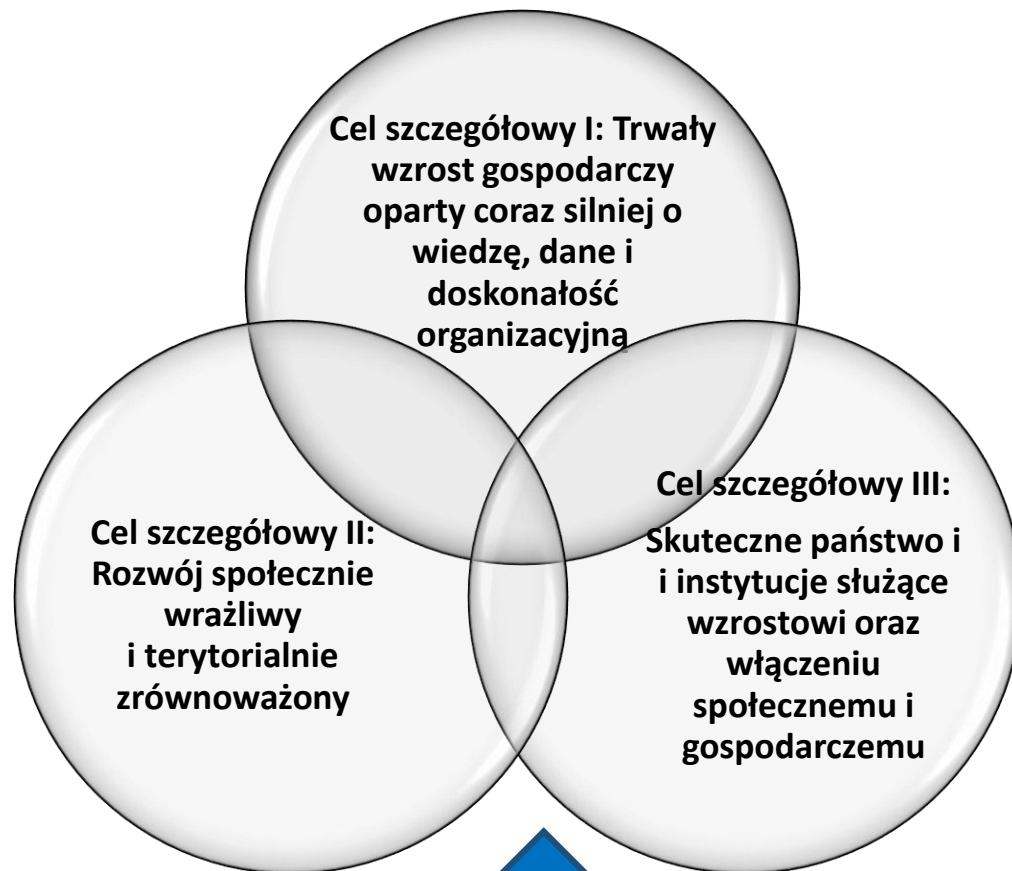 Cel szczegółowy I: Trwały
wzrost gospodarczy
oparty coraz silniej o
wiedzę, dane i
doskonałość
organizacyjną
Cel szczegółowy II:
Rozwój społecznie
wrażliwy
i terytorialnie
zrównoważony
Cel szczegółowy III:
Skuteczne państwo i
i instytucje służące
wzrostowi oraz
włączeniu
społecznemu i
gospodarczemu